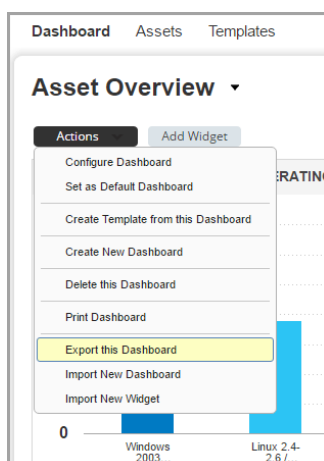 Dashboard Assets Templates
Asset Overview
Actions Add Widget
Configure Dashboard
ERATING
Set as Default Dashboard
Create Template from this Dashboard
Create New Dashboard
Delete this Dashboard
Print Dashboard
Export this Dashboard
Import New Dashboard
Import New Widget
0
Windows
2003...
Linux 2.4-
2.6 /...